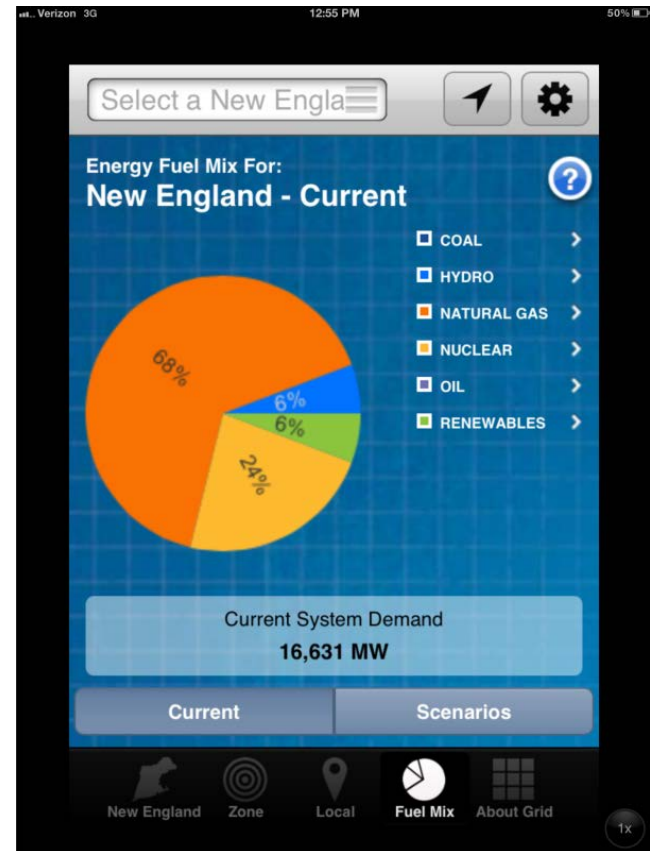 Verizon 3G 12:55 PM 50%
Select a New Engla
Energy Fuel Mix For:
New England - Current
?
COAL
HYDRO
NATURAL GAS
NUCLEAR
OIL
RENEWABLES
68%
6%
6%
24%
Current System Demand
16,631 MW
Current Scenarios
New England Zone Local Fuel Mix About Grid
1x